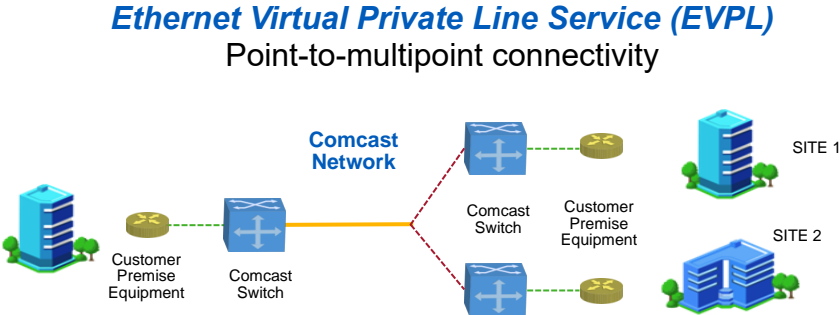 Ethernet Virtual Private Line Service (EVPL)
Point-to-multipoint connectivity
Comcast
Network
SITE 1
Comcast
Switch
Customer
Premise
Equipment
SITE 2
Customer
Premise
Equipment
Comcast
Switch